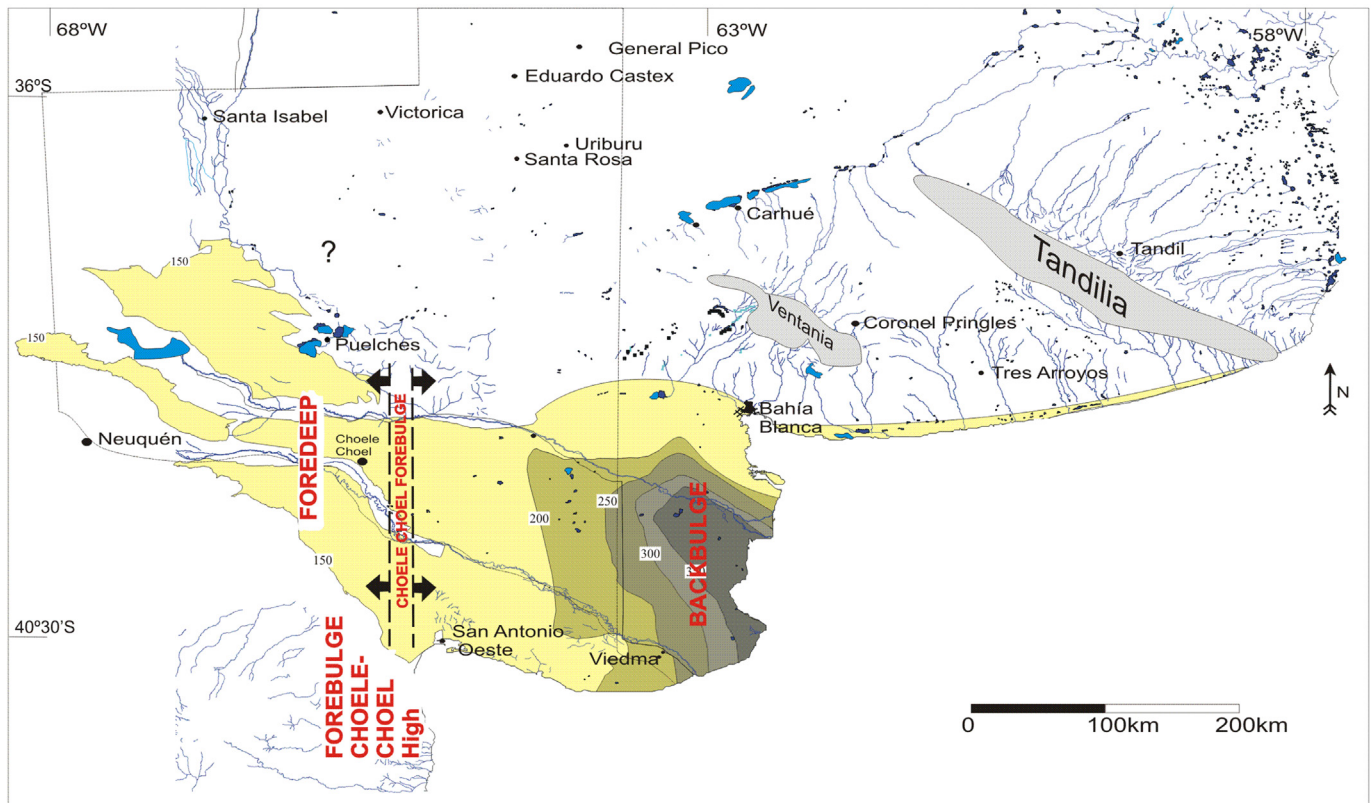 68ºW
63ºW
58ºW
General Pico
Eduardo Castex
36ºS
Santa Isabel
Victorica
Uriburu
Santa Rosa
Carhué
?
150
Tandilia
Tandil
Ventania
Coronel Pringles
150
Puelches
Tres Arroyos
N
FOREDEEP
CHOELE CHOEL FOREBULGE
Bahía
Blanca
Neuquén
Choele
Choel
200
250
300
BACKBULGE
150
40º30'S
San Antonio
Oeste
Viedma
FOREBULGE
CHOELE-
CHOEL
High
0
100km
200km